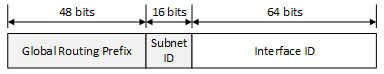 48 bits 16 bits 64 bits
Global Routing Prefix Subnet ID Interface ID